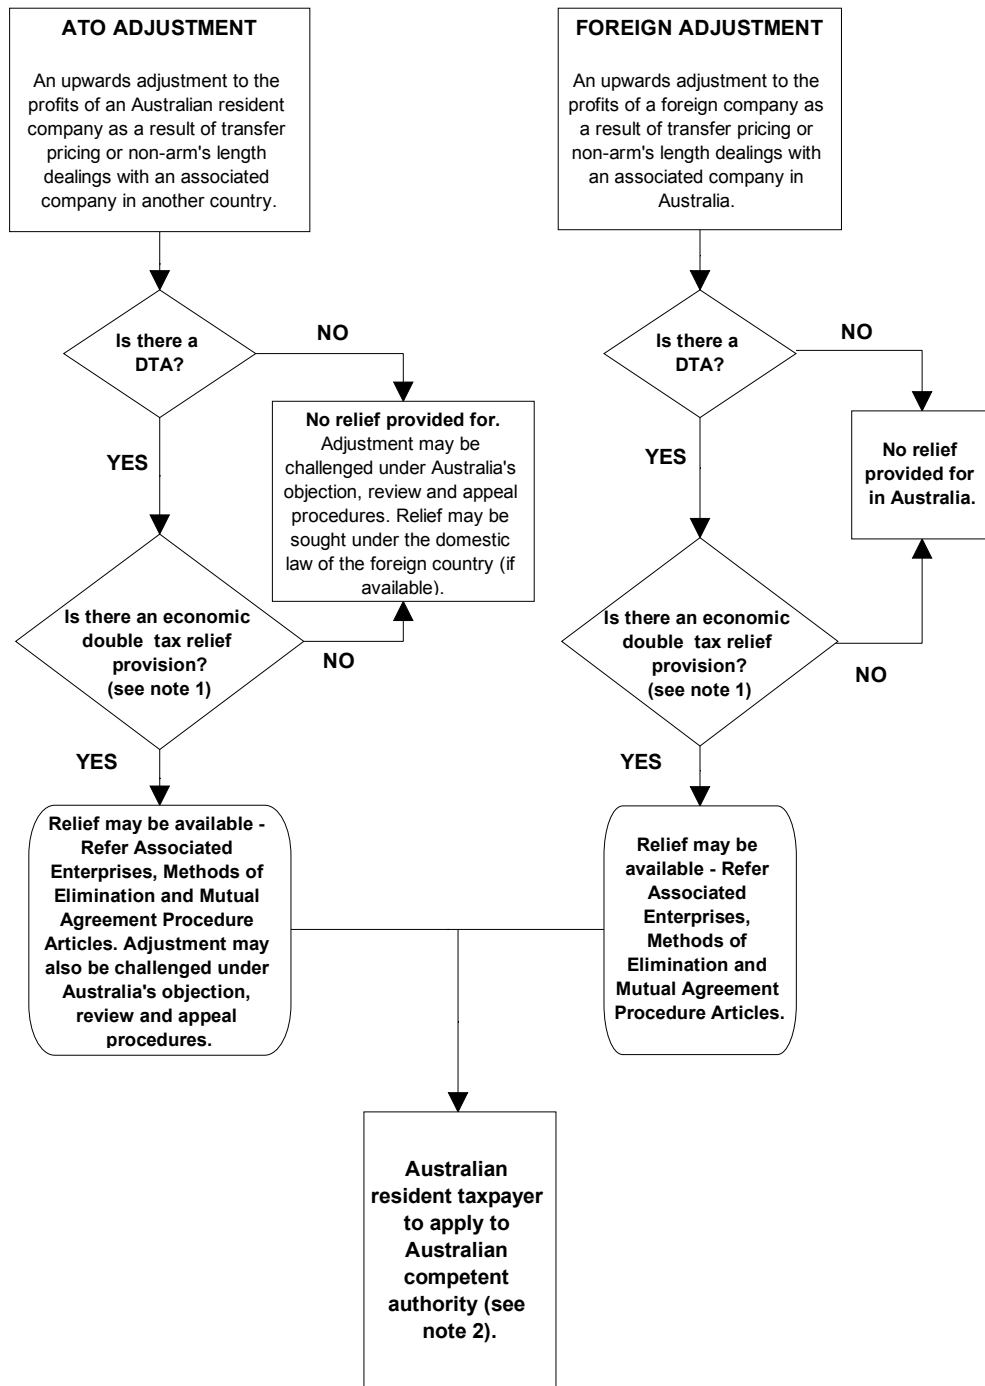 ATO ADJUSTMENT
An upwards adjustment to the
profits of an Australian resident
company as a result of transfer
pricing or non-arm's length
dealings with an associated
company in another country.
FOREIGN ADJUSTMENT
An upwards adjustment to the
profits of a foreign company as
a result of transfer pricing or
non-arm's length dealings with
an associated company in
Australia.
Is there a
DTA?
NO
YES
No relief provided for.
Adjustment may be
challenged under Australia's
objection, review and appeal
procedures. Relief may be
sought under the domestic
law of the foreign country (if
available).
Is there a
DTA?
NO
YES
No relief
provided for
in Australia.
Is there an economic
double tax relief
provision?
(see note 1)
NO
YES
Is there an economic
double tax relief
provision?
(see note 1)
NO
YES
Relief may be available -
Refer Associated
Enterprises, Methods of
Elimination and Mutual
Agreement Procedure
Articles. Adjustment may
also be challenged under
Australia's objection,
review and appeal
procedures.
Relief may be
available - Refer
Associated
Enterprises,
Methods of
Elimination and
Mutual Agreement
Procedure Articles.
Australian
resident taxpayer
to apply to
Australian
competent
authority (see
note 2).